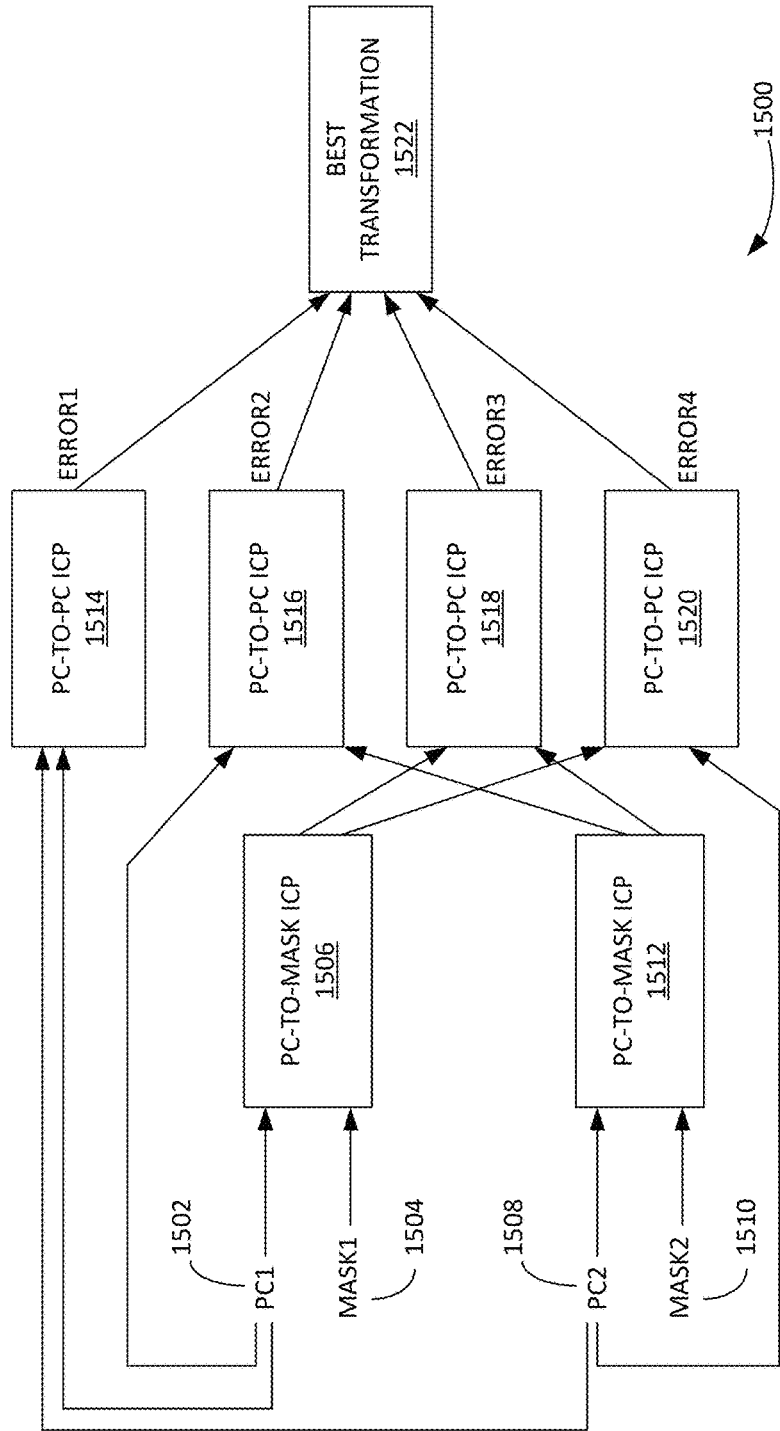 1502
PC1
MASK1
1504
1508
PC2
MASK2
1510
PC-TO-MASK ICP
1506
PC-TO-MASK ICP
1512
PC-TO-PC ICP
1514
PC-TO-PC ICP
1516
PC-TO-PC ICP
1518
PC-TO-PC ICP
1520
ERROR1
ERROR2
ERROR3
ERROR4
BEST
TRANSFORMATION
1522
1500